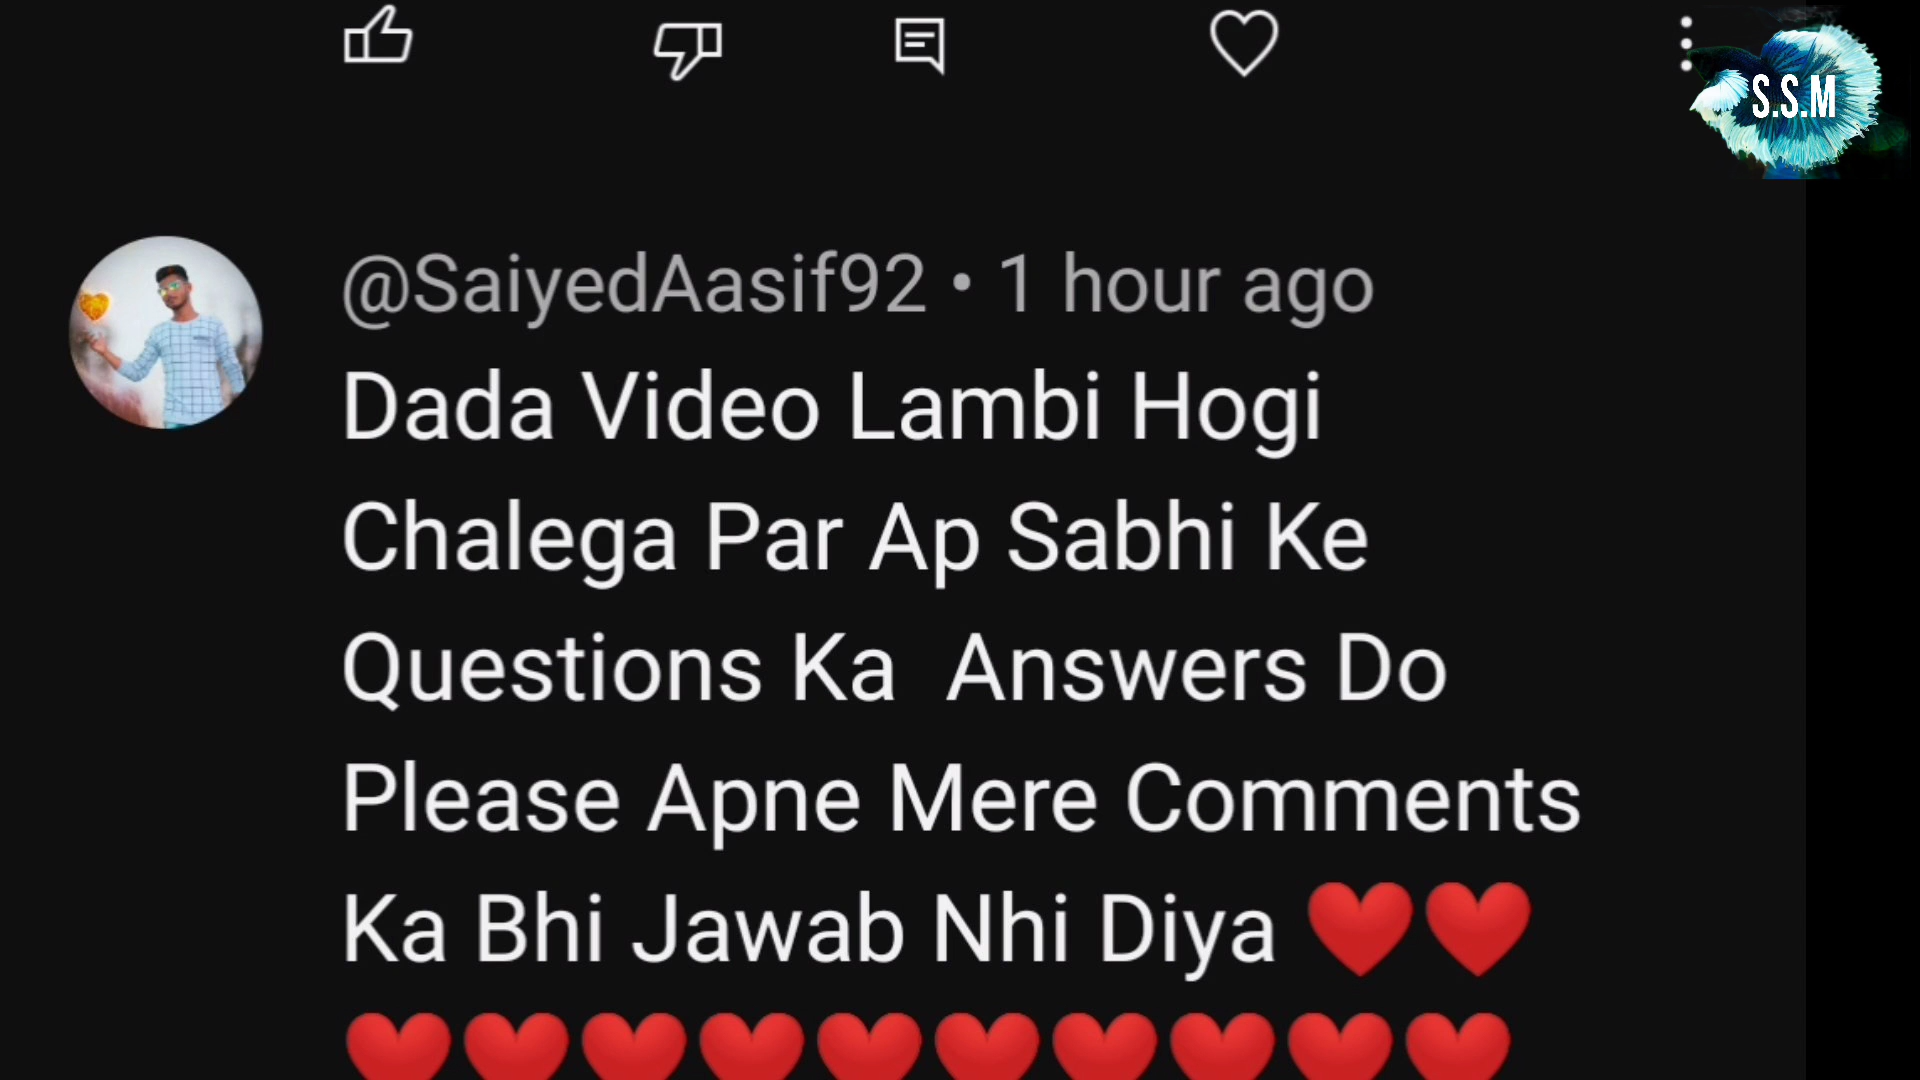 S.S.M
@SaiyedAasif92 • 1 hour ago
Dada Video Lambi Hogi
Chalega Par Ap Sabhi Ke
Questions Ka  Answers Do
Please Apne Mere Comments
Ka Bhi Jawab Nhi Diya ❤️❤️
❤️❤️❤️❤️❤️❤️❤️❤️❤️❤️